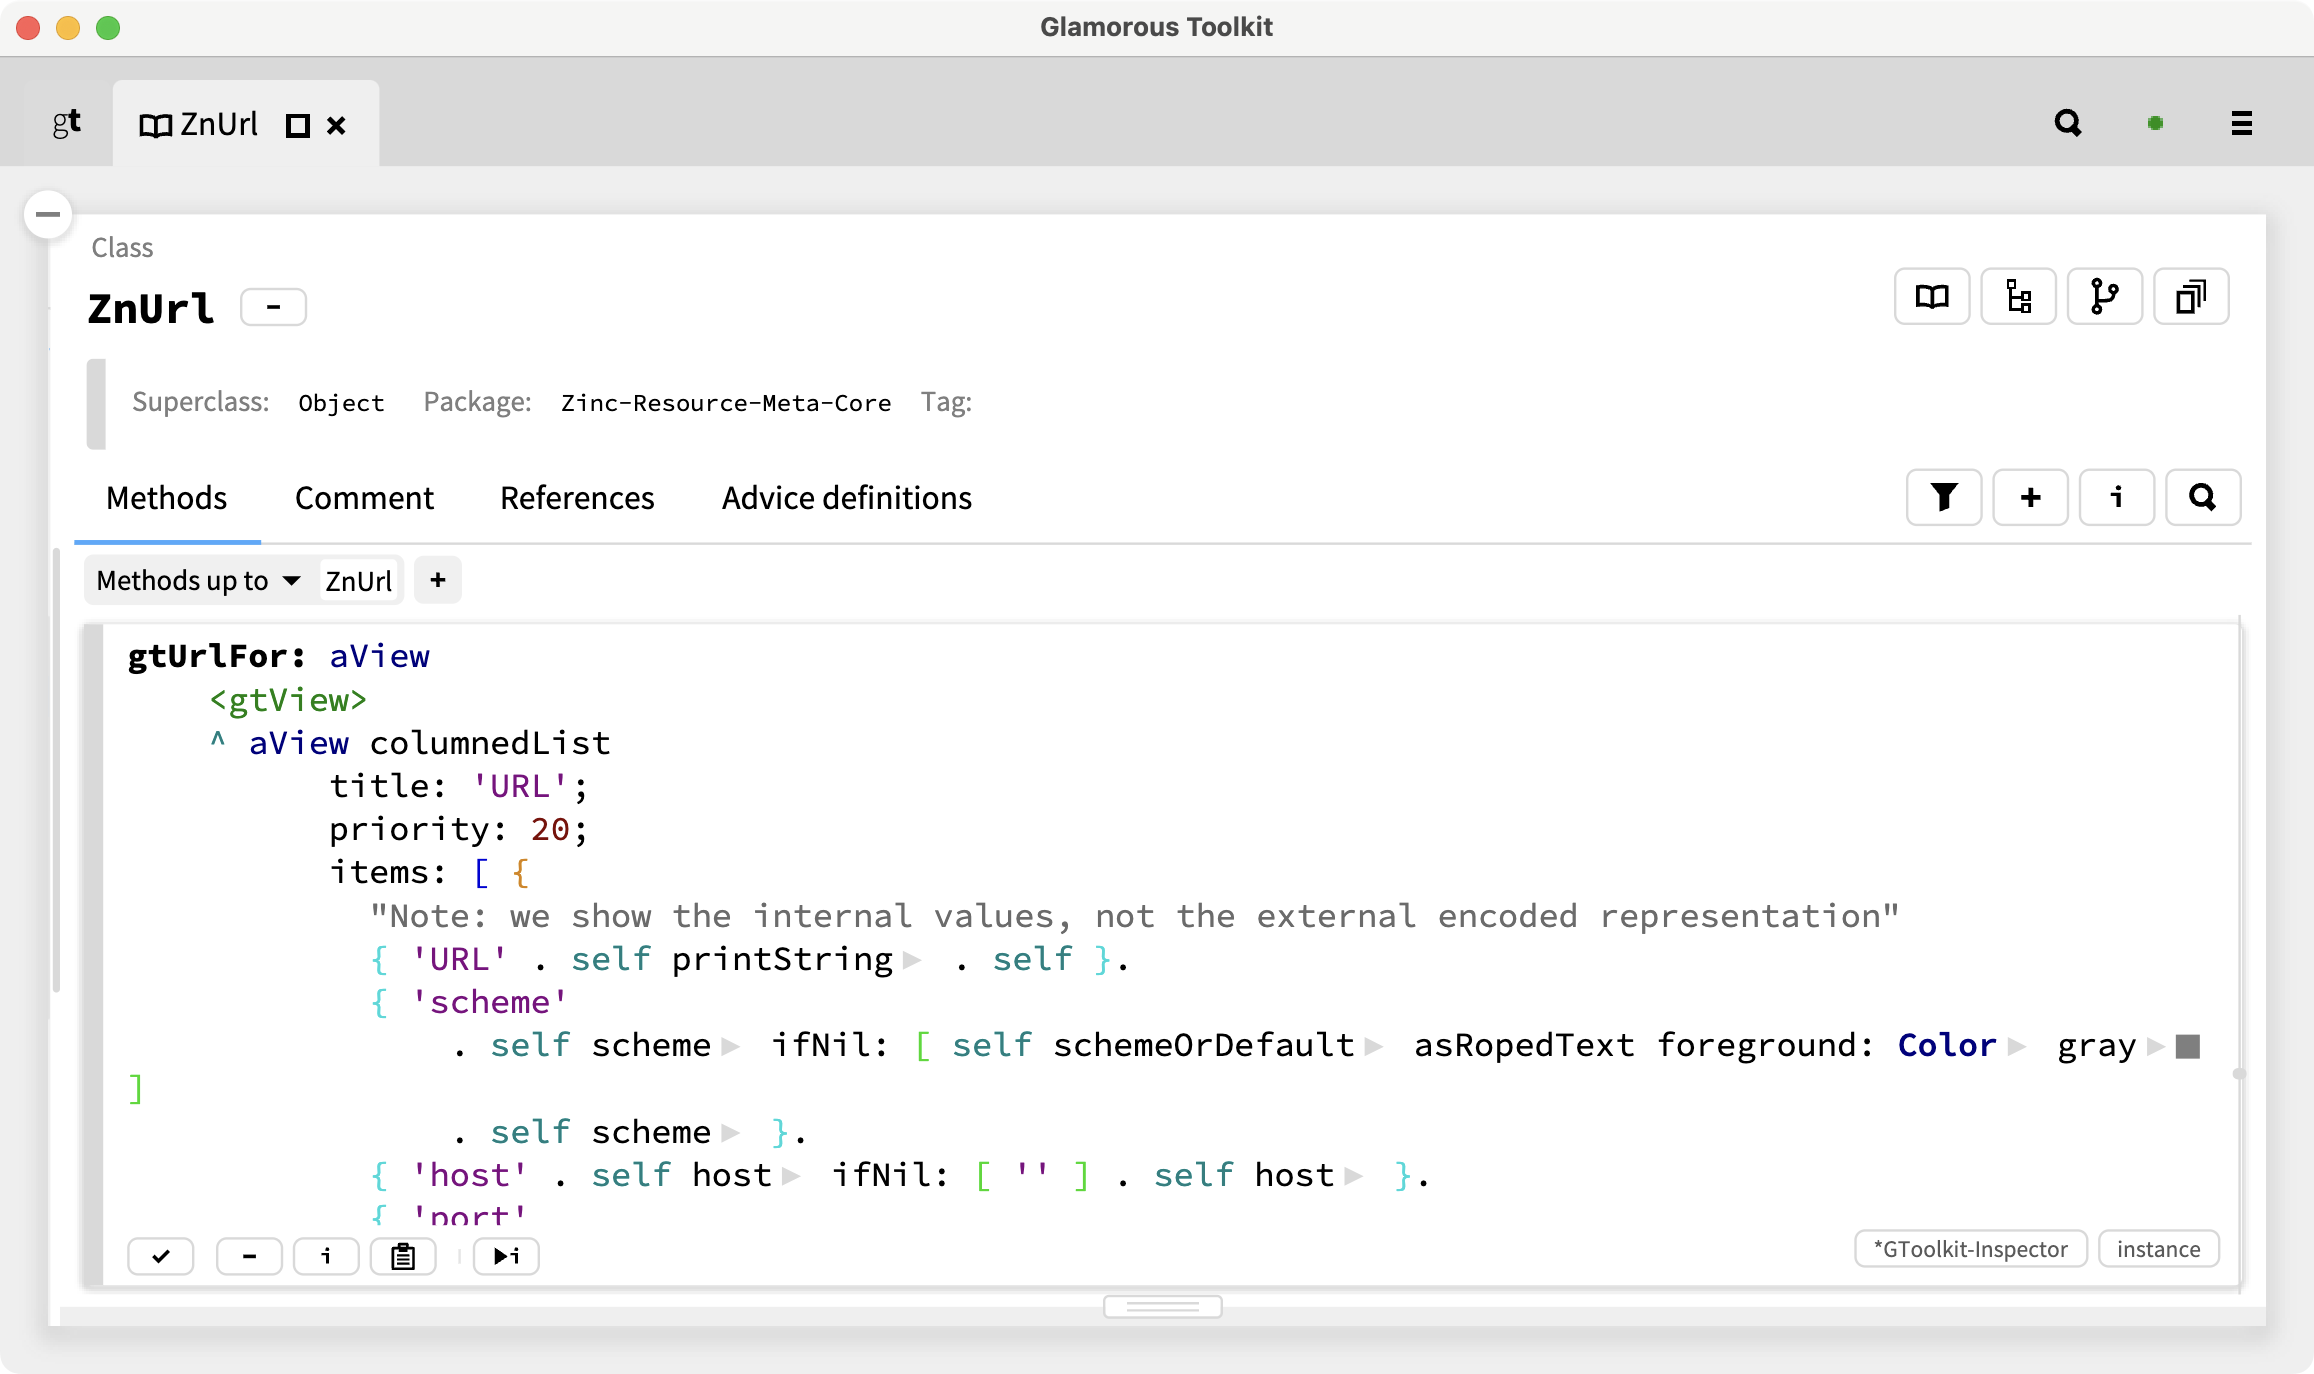 Glamorous Toolkit
gt ZnUrl
Class
ZnUrl -
Superclass: Object Package: Zinc-Resource-Meta-Core Tag:
Methods Comment References Advice definitions + i
Methods up to ZnUrl +
gtUrlFor: aView
<gtView>
^ aView columnedList
title: 'URL';
priority: 20;
items: [ {
"Note: we show the internal values, not the external encoded representation"
{ 'URL' . self printString . self }.
{ 'scheme'
. self scheme ifNil: [ self schemeOrDefault asRopedText foreground: Color gray
]
. self scheme }.
{ 'host' . self host ifNil: [ '' ] . self host }.
{ 'port'
- i i *GToolkit-Inspector instance